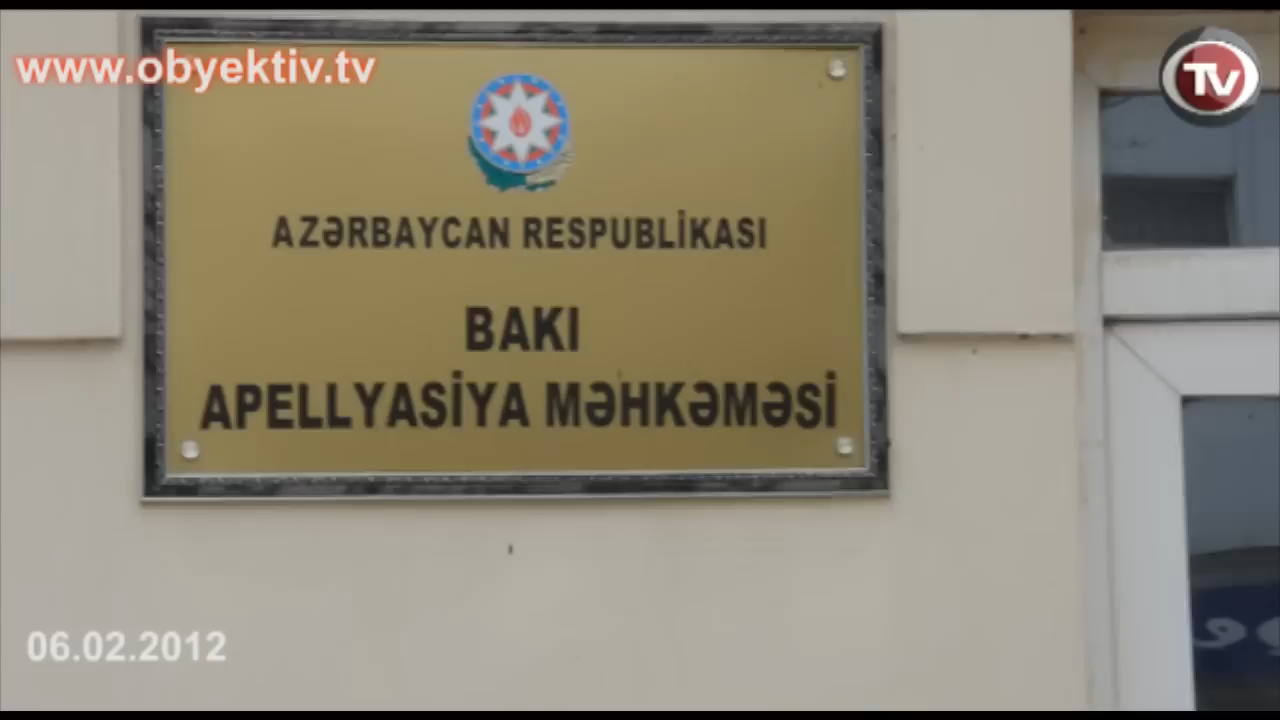 www.obyektiv.tv
TV
AZƏRBAYCAN RESPUBLİKASI
BAKI
APELLYASİYA MƏHKƏMƏSİ
06.02.2012